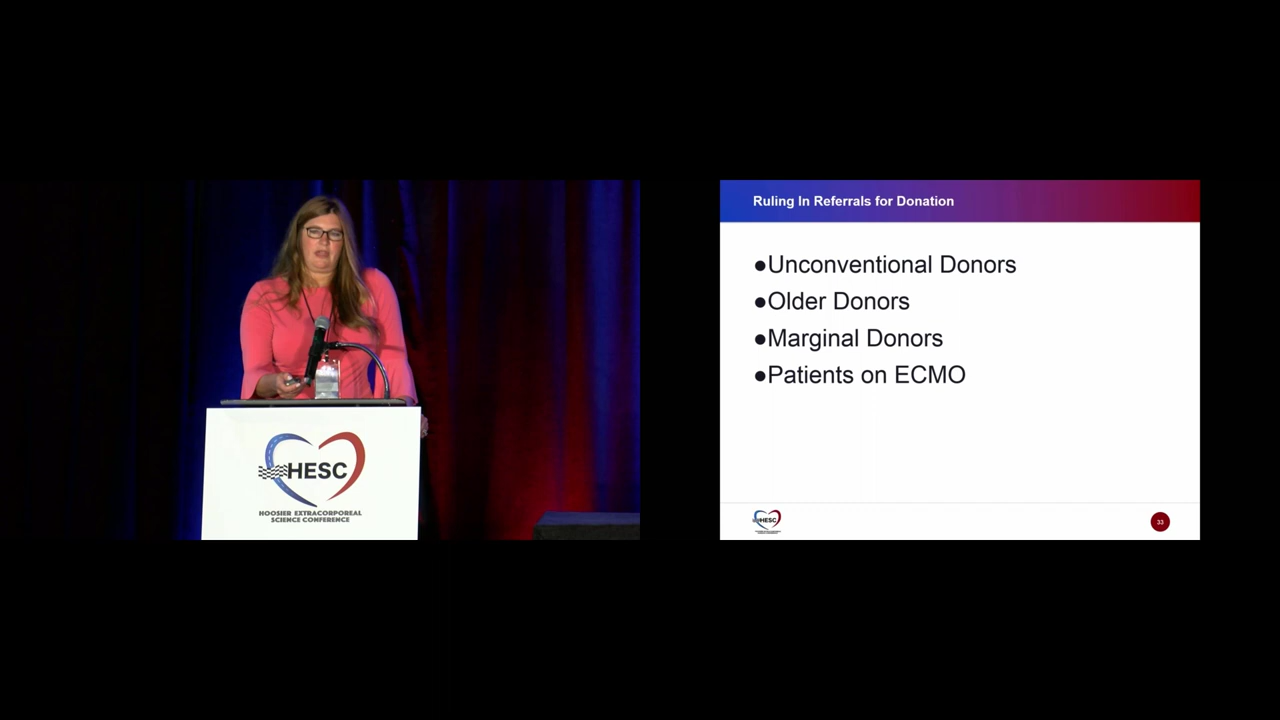 HESC
HOOSIER EXTRACORPOREAL
SCIENCE CONFERENCE
Ruling In Referrals for Donation
●Unconventional Donors
●Older Donors
●Marginal Donors
●Patients on ECMO
HESC
33